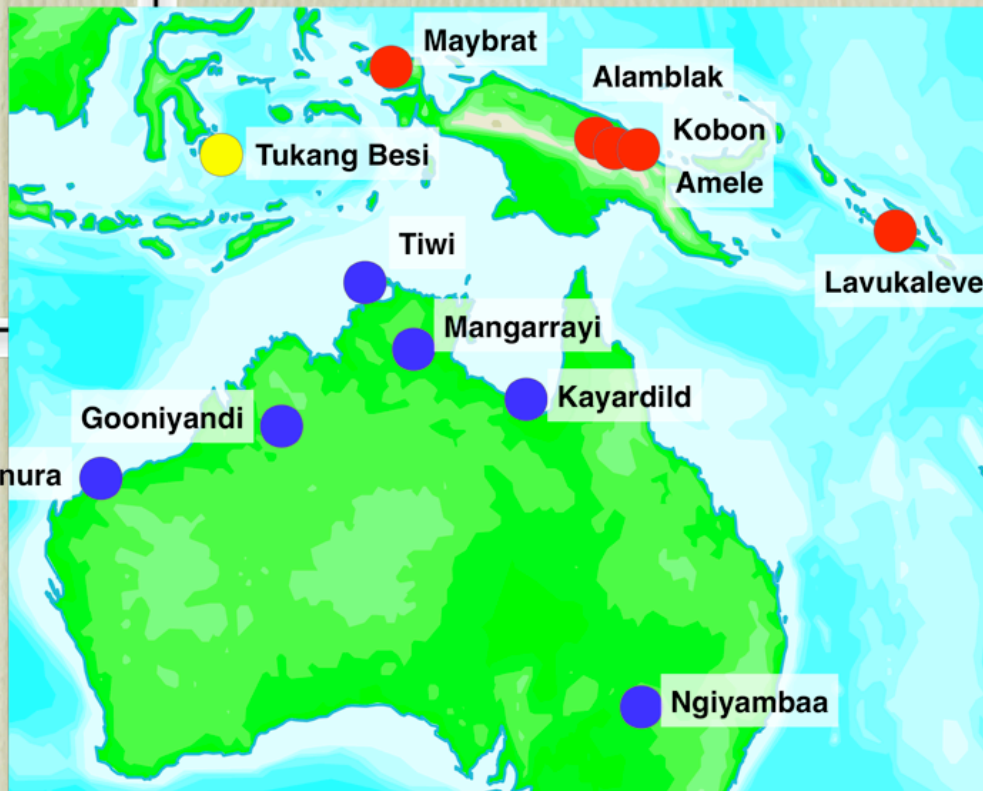 Maybrat
Alamblak
Kobon
Tukang Besi
Amele
Tiwi
Lavukaleve
Mangarrayi
Kayardild
Gooniyandi
nura
Ngiyambaa